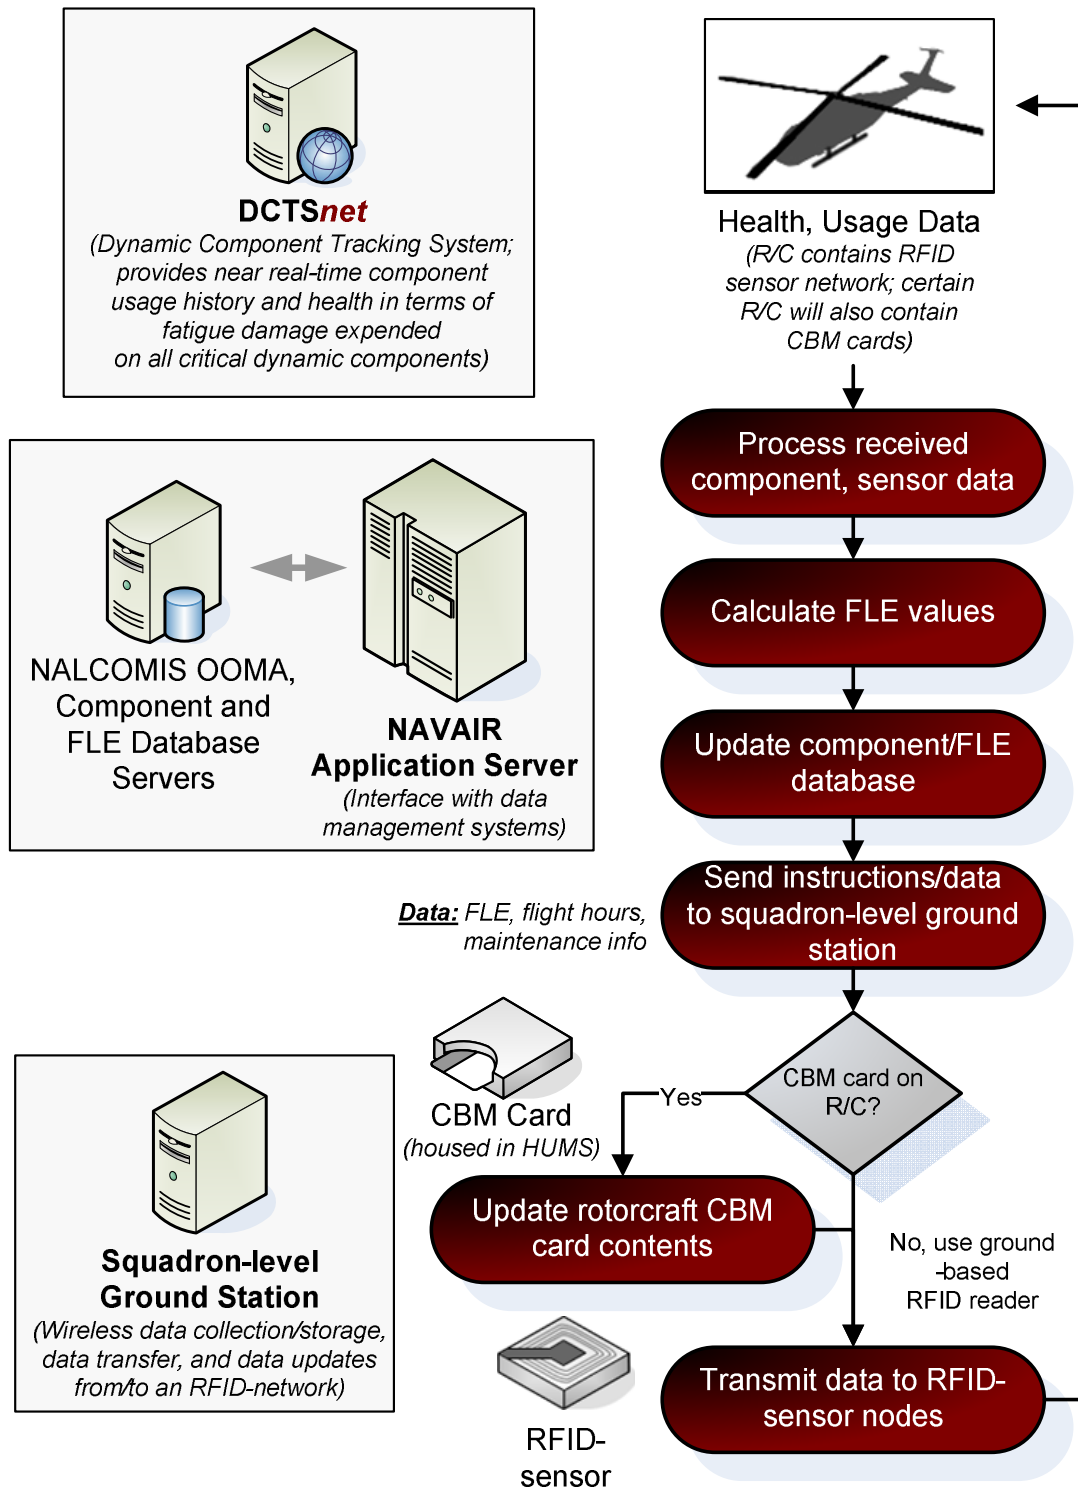 DCTSnet
(Dynamic Component Tracking System;
provides near real-time component
usage history and health in terms of
fatigue damage expended
on all critical dynamic components)
Health, Usage Data
(R/C contains RFID
sensor network; certain
R/C will also contain
CBM cards)
Process received
component, sensor data
Calculate FLE values
NALCOMIS OOMA,
Component and
FLE Database
Servers
NAVAIR
Application Server
(Interface with data
management systems)
Update component/FLE
database
Send instructions/data
to squadron-level ground
station
Data: FLE, flight hours,
maintenance info
CBM card on
R/C?
Yes
CBM Card
(housed in HUMS)
Update rotorcraft CBM
card contents
No, use ground
-based
RFID reader
Squadron-level
Ground Station
(Wireless data collection/storage,
data transfer, and data updates
from/to an RFID-network)
Transmit data to RFID-
sensor nodes
RFID-
sensor